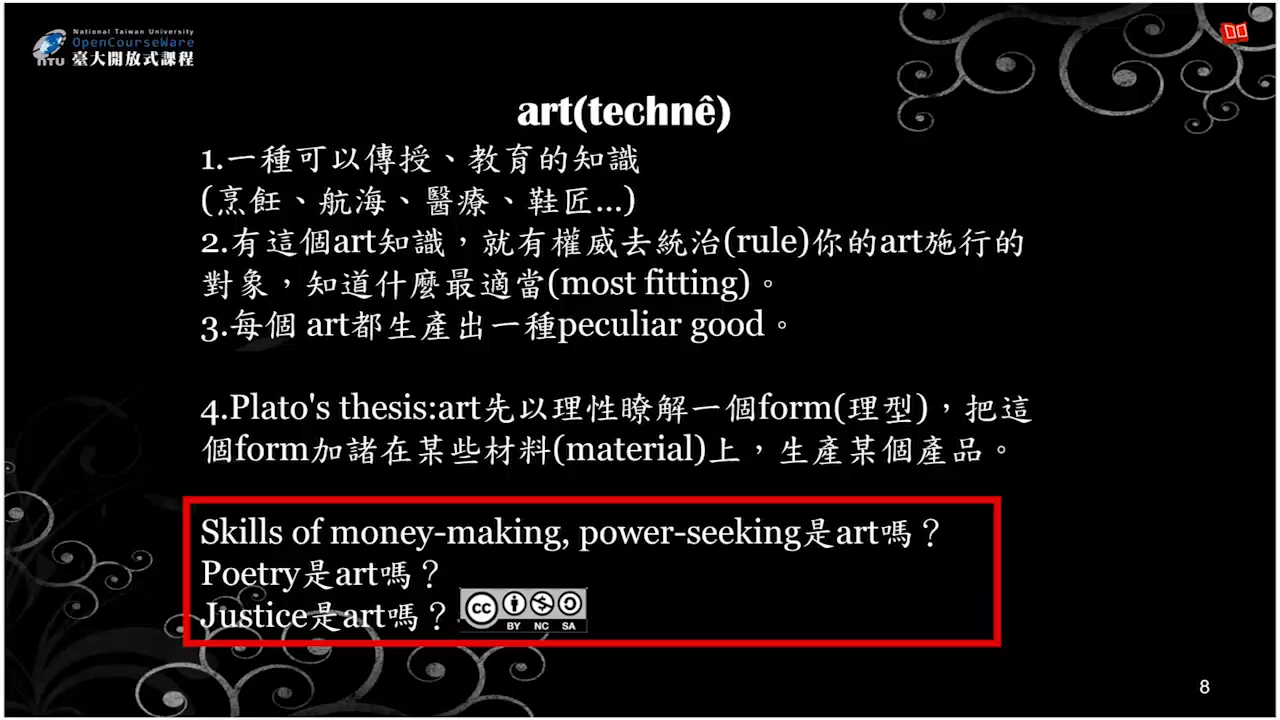 National Taiwan University
OpenCourseWare
NTU 臺大開放式課程
art(technê)
1.一種可以傳授、教育的知識
(烹飪、航海、醫療、鞋匠...)
2.有這個art知識，就有權威去統治(rule)你的art施行的
對象，知道什麼最適當(most fitting)。
3.每個 art都生產出一種peculiar good。
4.Plato's thesis:art先以理性瞭解一個form(理型)，把這
個form加諸在某些材料(material)上，生產某個產品。
Skills of money-making, power-seeking是art嗎？
Poetry是art嗎？
Justice是art嗎？
cc BY NC SA
8